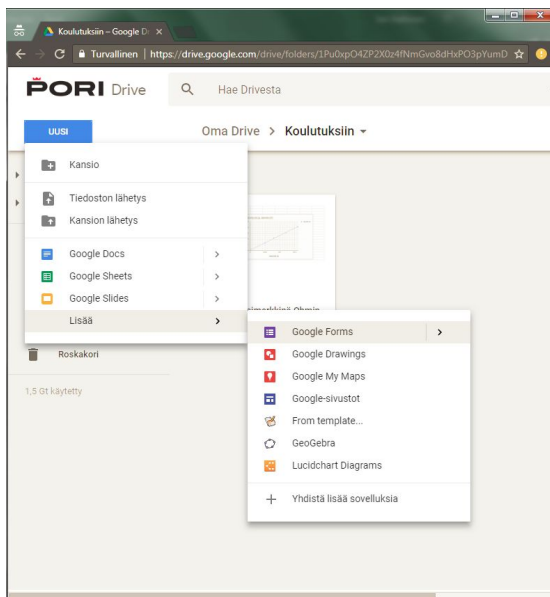 Koulutuksiin – Google D
Turvallinen | https://drive.google.com/drive/folders/1Pu0xpO4ZP2X0z4fNmGvo8dHxPO3pYumD
PORI Drive
Hae Drivesta
UUSI
Oma Drive > Koulutuksiin
Kansio
Tiedoston lähetys
Kansion lähetys
Google Docs
Google Sheets
Google Slides
Lisää
Google Forms
Google Drawings
Google My Maps
Google-sivustot
From template...
GeoGebra
Lucidchart Diagrams
Yhdistä lisää sovelluksia
Roskakori
1,5 Gt käytetty